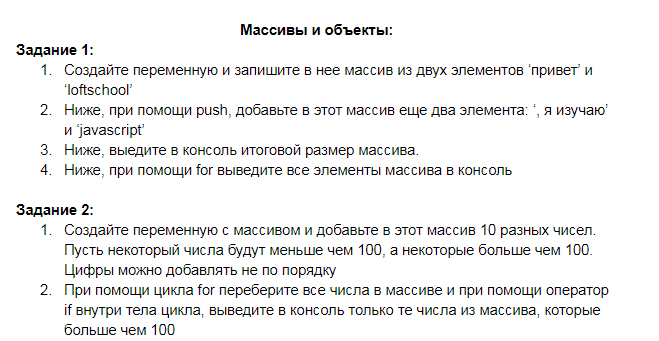 Массивы и объекты:
Задание 1:
1. Создайте переменную и запишите в нее массив из двух элементов ‘привет’ и
‘loftschool’
2. Ниже, при помощи push, добавьте в этот массив еще два элемента: ‘, я изучаю’
и ‘javascript’
3. Ниже, выедите в консоль итоговой размер массива.
4. Ниже, при помощи for выведите все элементы массива в консоль
Задание 2:
1. Создайте переменную с массивом и добавьте в этот массив 10 разных чисел.
Пусть некоторый числа будут меньше чем 100, а некоторые больше чем 100.
Цифры можно добавлять не по порядку
2. При помощи цикла for переберите все числа в массиве и при помощи оператор
if внутри тела цикла, выведите в консоль только те числа из массива, которые
больше чем 100